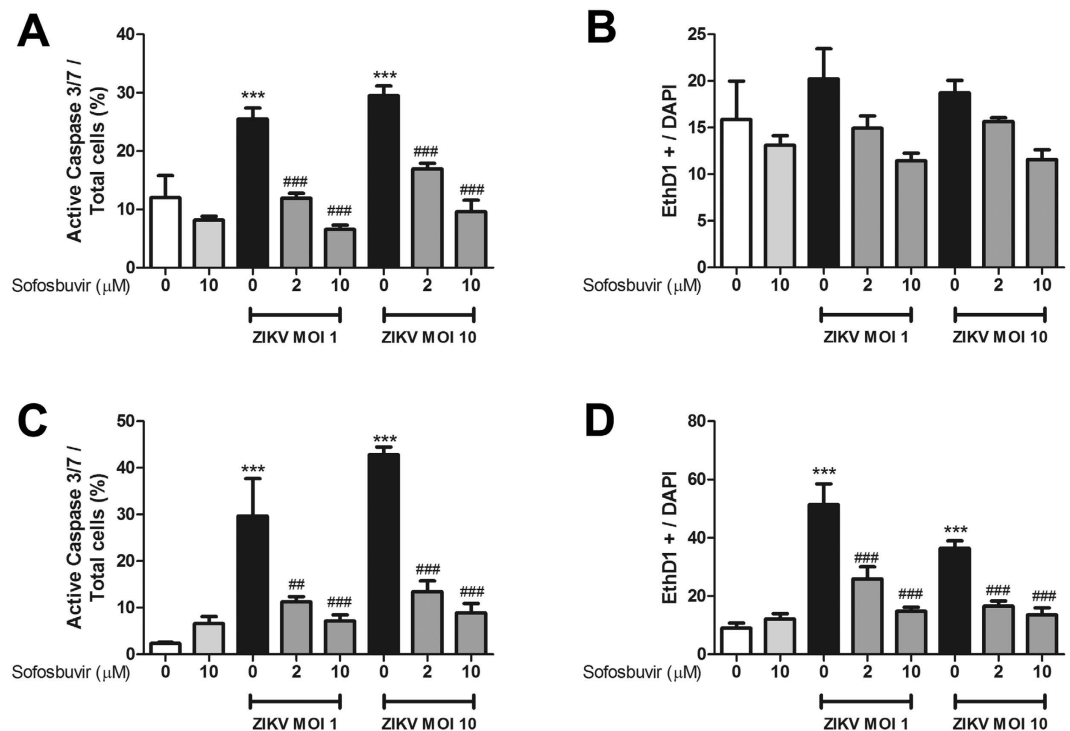 A
Active Caspase 3/7 /
Total cells (%)
40
30
20
10
0
***
###
###
***
###
###
Sofosbuvir (μM)
0 10 0 2 10 0 2 10
ZIKV MOI 1 ZIKV MOI 10
B
EthD1 + / DAPI
25
20
15
10
5
0
0 10 0 2 10 0 2 10
ZIKV MOI 1 ZIKV MOI 10
C
Active Caspase 3/7 /
Total cells (%)
50
40
30
20
10
0
***
##
###
***
###
###
Sofosbuvir (μM)
0 10 0 2 10 0 2 10
ZIKV MOI 1 ZIKV MOI 10
D
EthD1 + / DAPI
80
60
40
20
0
***
###
###
***
###
###
Sofosbuvir (μM)
0 10 0 2 10 0 2 10
ZIKV MOI 1 ZIKV MOI 10